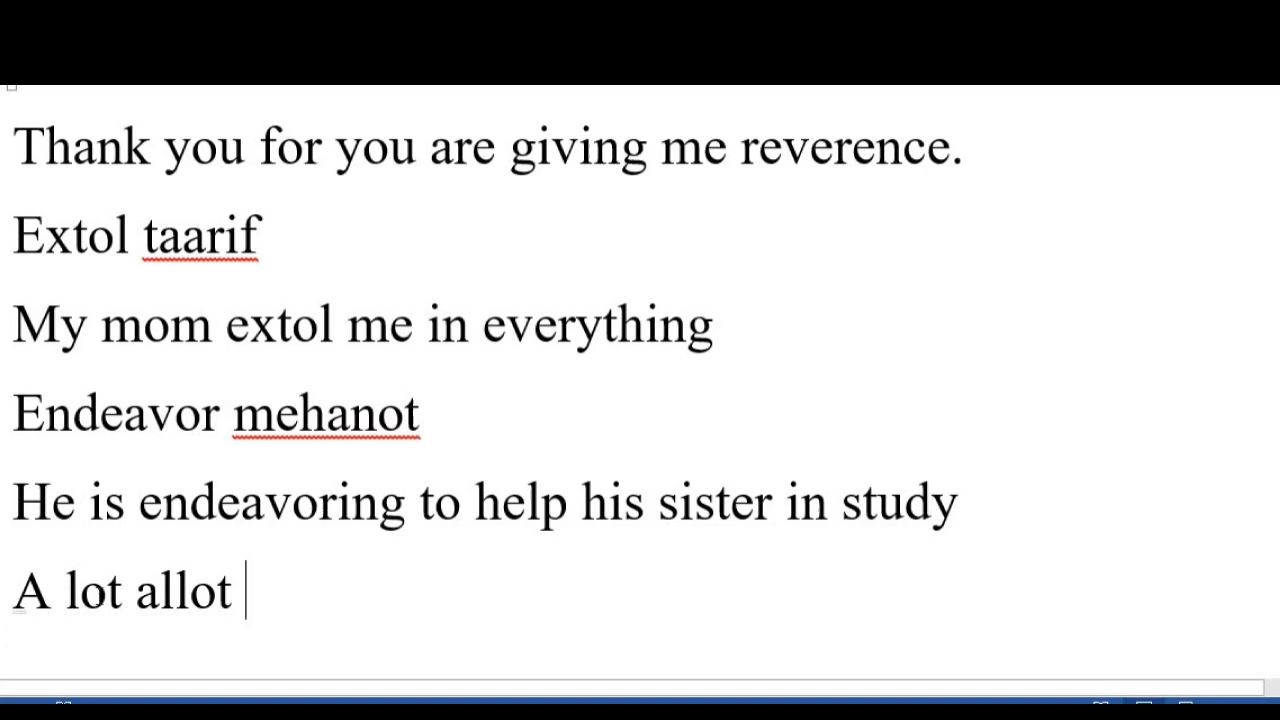 Thank you for you are giving me reverence.
Extol taarif
My mom extol me in everything
Endeavor mehanot
He is endeavoring to help his sister in study
A lot allot